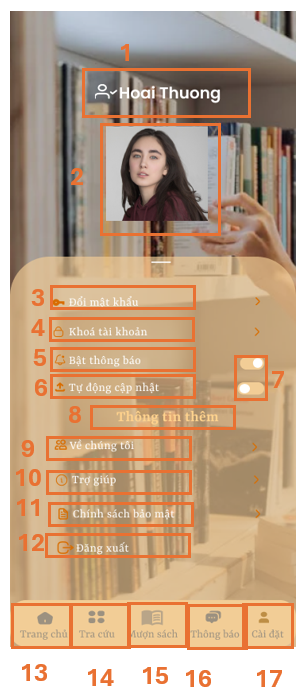 1
Hoai Thuong
2
3 Đổi mật khẩu
4 Khoá tài khoản
5 Bật thông báo
6 Tự động cập nhật
7
8 Thông tin thêm
9 Về chúng tôi
10 Trợ giúp
11 Chính sách bảo mật
12 Đăng xuất
Trang chủ Tra cứu Mượn sách Thông báo Cài đặt
13 14 15 16 17